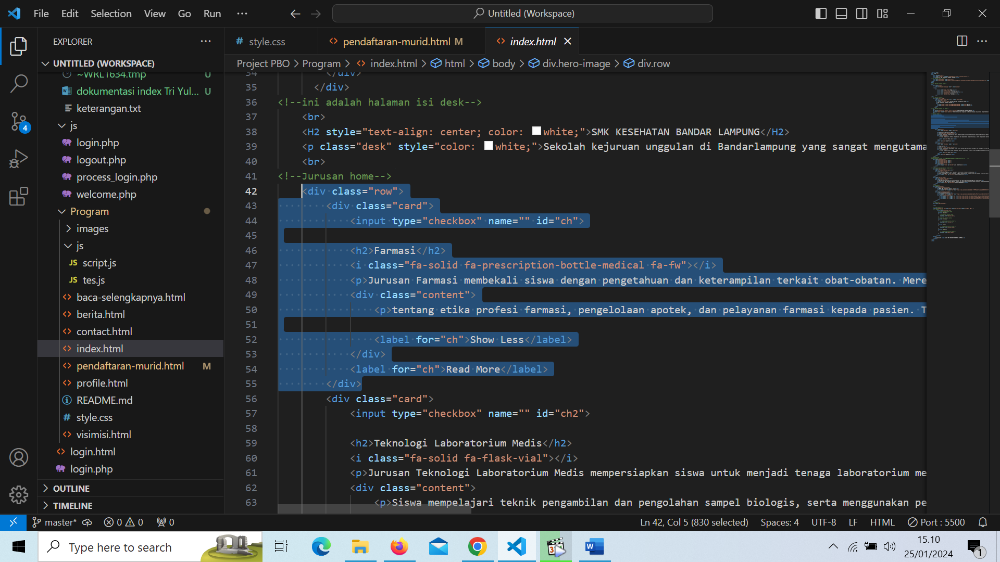 File Edit Selection View Go Run ··· Untitled (Workspace)
EXPLORER ···
# style.css <> pendaftaran-murid.html M <> index.html ×
UNTITLED (WORKSPACE)
Project PBO > Program > <> index.html > html > body > div.hero-image > div.row
~WRL1634.tmp U
dokumentasi index Tri Yul... U
keterangan.txt
js
login.php
logout.php
process_login.php
welcome.php
Program
images
js
JS script.js
JS tes.js
<> baca-selengkapnya.html
<> berita.html
<> contact.html
<> index.html
<> pendaftaran-murid.html M
<> profile.html
README.md
# style.css
<> visimisi.html
<> login.html
login.php
OUTLINE
TIMELINE
4
34 </div>
35 </div>
36 <!--ini adalah halaman isi desk-->
37 <br>
38 <H2 style="text-align: center; color: white;">SMK KESEHATAN BANDAR LAMPUNG</H2>
39 <p class="desk" style="color: white;">Sekolah kejuruan unggulan di Bandarlampung yang sangat mengutama
40 <br>
41 <!--Jurusan home-->
42 <div class="row">
43 <div class="card">
44 <input type="checkbox" name="" id="ch">
45
46 <h2>Farmasi</h2>
47 <i class="fa-solid fa-prescription-bottle-medical fa-fw"></i>
48 <p>Jurusan Farmasi membekali siswa dengan pengetahuan dan keterampilan terkait obat-obatan. Mere
49 <div class="content">
50 <p>tentang etika profesi farmasi, pengelolaan apotek, dan pelayanan farmasi kepada pasien. T
51
52 <label for="ch">Show Less</label>
53 </div>
54 <label for="ch">Read More</label>
55 </div>
56 <div class="card">
57 <input type="checkbox" name="" id="ch2">
58
59 <h2>Teknologi Laboratorium Medis</h2>
60 <i class="fa-solid fa-flask-vial"></i>
61 <p>Jurusan Teknologi Laboratorium Medis mempersiapkan siswa untuk menjadi tenaga laboratorium me
62 <div class="content">
63 <p>Siswa mempelajari teknik pengambilan dan pengolahan sampel biologis, serta menggunakan pe
master* 0 0 0 Ln 42, Col 5 (830 selected) Spaces: 4 UTF-8 LF HTML Port : 5500
Type here to search
15.10
25/01/2024
1